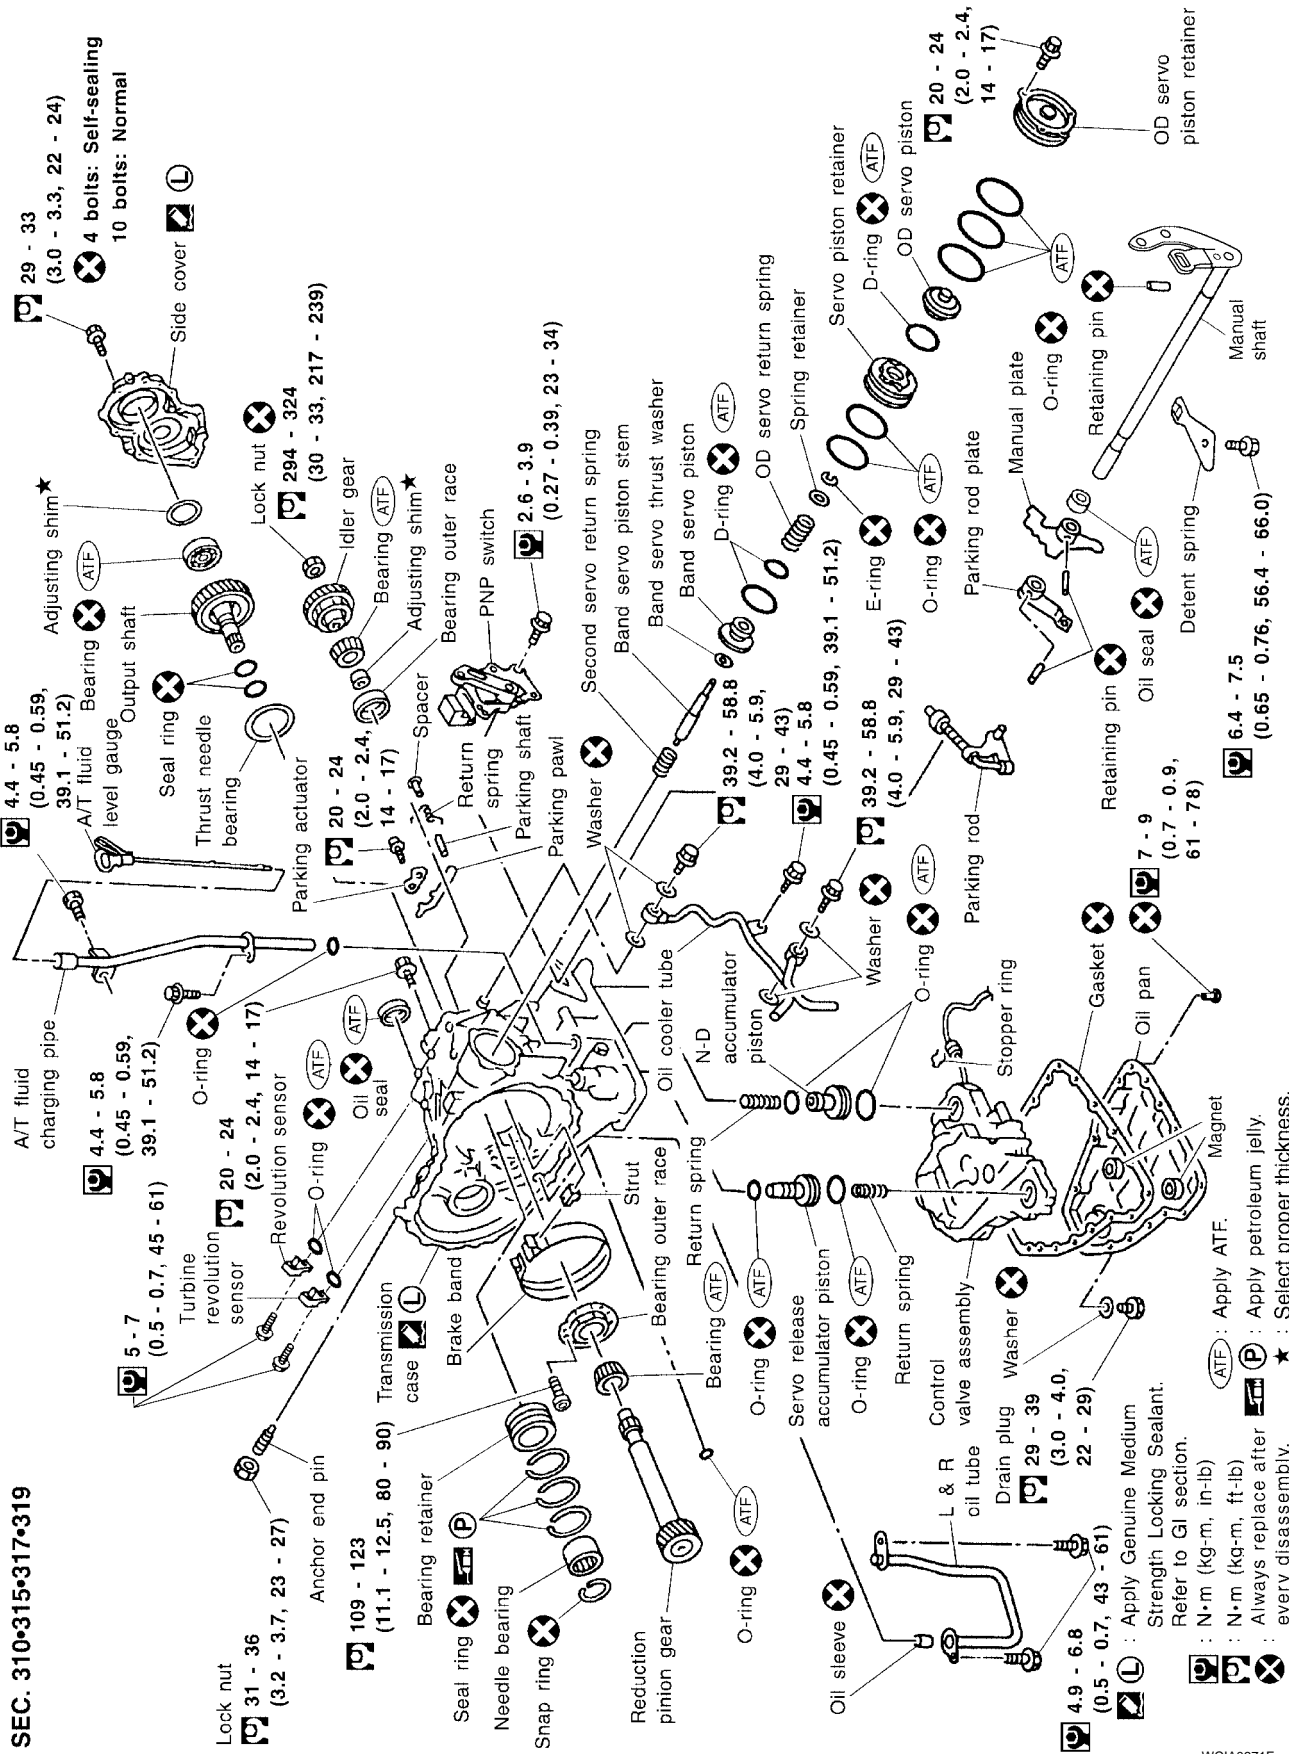 SEC. 310•315•317•319
A/T fluid
charging pipe
4.4 - 5.8
(0.45 - 0.59,
39.1 - 51.2)
A/T fluid
level gauge
4.4 - 5.8
(0.45 - 0.59,
39.1 - 51.2)
O-ring
Adjusting shim★
Bearing ATF
Output shaft
Seal ring
Thrust needle
bearing
29 - 33
(3.0 - 3.3, 22 - 24)
4 bolts: Self-sealing
10 bolts: Normal
Side cover L
Lock nut
294 - 324
(30 - 33, 217 - 239)
Idler gear
Bearing ATF
Adjusting shim★
Bearing outer race
PNP switch
2.6 - 3.9
(0.27 - 0.39, 23 - 34)
Parking actuator
20 - 24
(2.0 - 2.4,
14 - 17)
Spacer
Return
spring
Parking shaft
Parking pawl
Washer
5 - 7
(0.5 - 0.7, 45 - 61)
Turbine
revolution
sensor
Revolution sensor
20 - 24
(2.0 - 2.4, 14 - 17)
O-ring ATF
Oil
seal
ATF
Lock nut
31 - 36
(3.2 - 3.7, 23 - 27)
Anchor end pin
109 - 123
(11.1 - 12.5, 80 - 90)
Transmission
case L
Brake band
Strut
Bearing outer race
Bearing ATF
Bearing retainer
Seal ring P
Needle bearing
Snap ring
Reduction
pinion gear
O-ring ATF
Second servo return spring
Band servo piston stem
Band servo thrust washer
Band servo piston
D-ring ATF
OD servo return spring
Spring retainer
E-ring
O-ring ATF
Servo piston retainer
D-ring ATF
OD servo piston
20 - 24
(2.0 - 2.4,
14 - 17)
OD servo
piston retainer
O-ring
ATF
39.2 - 58.8
(4.0 - 5.9,
29 - 43)
4.4 - 5.8
(0.45 - 0.59, 39.1 - 51.2)
39.2 - 58.8
(4.0 - 5.9, 29 - 43)
Oil cooler tube
Washer
N-D
accumulator
piston
O-ring ATF
Return spring
Parking rod
Parking rod plate
Manual plate
Retaining pin
Manual
shaft
Retaining pin
Oil seal ATF
Detent spring
6.4 - 7.5
(0.65 - 0.76, 56.4 - 66.0)
7 - 9
(0.7 - 0.9,
61 - 78)
Stopper ring
Gasket
Oil pan
Magnet
O-ring ATF
Servo release
accumulator piston
O-ring ATF
Return spring
Control
valve assembly
Washer
Drain plug
29 - 39
(3.0 - 4.0,
22 - 29)
L & R
oil tube
Oil sleeve
4.9 - 6.8
(0.5 - 0.7, 43 - 61)
L : Apply Genuine Medium
Strength Locking Sealant.
Refer to GI section.
: N•m (kg-m, in-lb)
: N•m (kg-m, ft-lb)
: Always replace after
every disassembly.
ATF : Apply ATF.
P : Apply petroleum jelly.
★ : Select proper thickness.